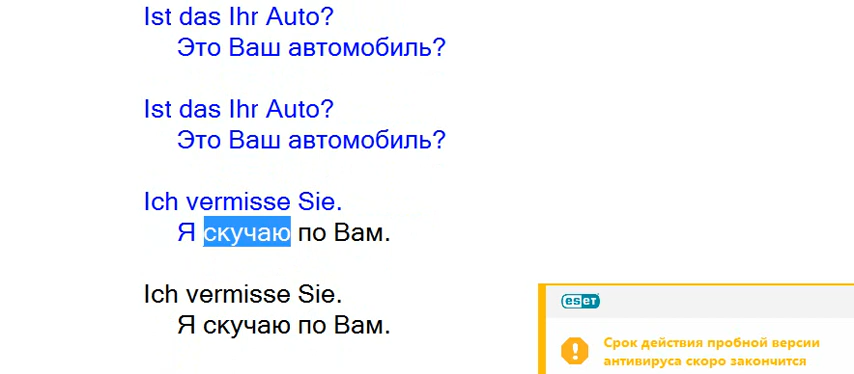 Ist das Ihr Auto?
Это Ваш автомобиль?
Ist das Ihr Auto?
Это Ваш автомобиль?
Ich vermisse Sie.
Я скучаю по Вам.
Ich vermisse Sie.
Я скучаю по Вам.
eset
Срок действия пробной версии
антивируса скоро закончится